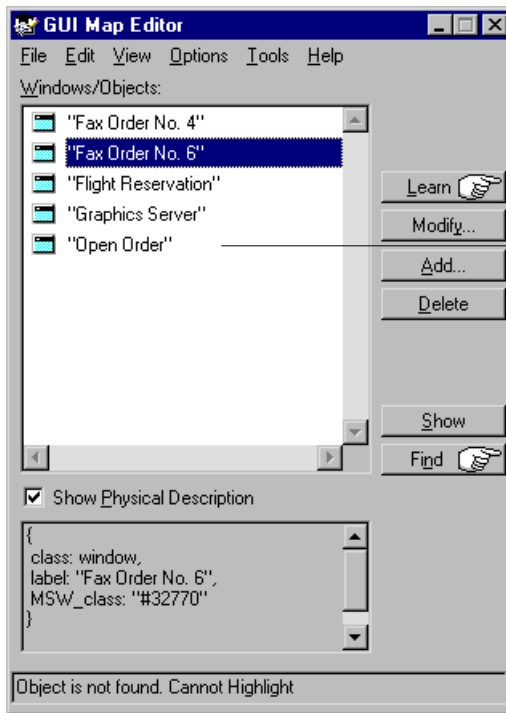 GUI Map Editor
File Edit View Options Tools Help
Windows/Objects:
"Fax Order No. 4"
"Fax Order No. 6"
"Flight Reservation"
"Graphics Server"
"Open Order"
Learn
Modify...
Add...
Delete
Show
Find
Show Physical Description
{
class: window,
label: "Fax Order No. 6",
MSW_class: "#32770"
}
Object is not found. Cannot Highlight